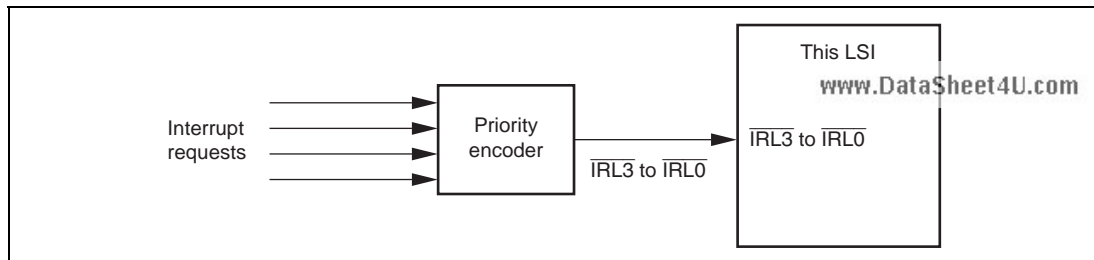 This LSI
www.DataSheet4U.com
Interrupt
requests
Priority
encoder
IRL3 to IRL0
IRL3 to IRL0